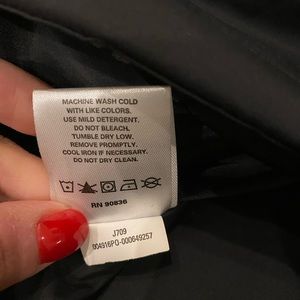 MACHINE WASH COLD
WITH LIKE COLORS.
USE MILD DETERGENT.
DO NOT BLEACH.
TUMBLE DRY LOW.
REMOVE PROMPTLY.
COOL IRON IF NECESSARY.
DO NOT DRY CLEAN.
RN 90836
J709
004916PO-000649257